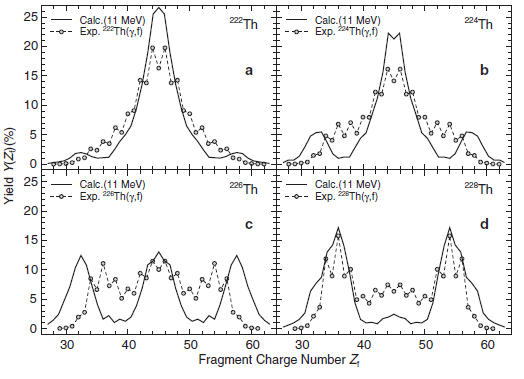 Calc.(11 MeV)
Exp. ²²²Th(γ,f)
²²²Th
a
Calc.(11 MeV)
Exp. ²²⁴Th(γ,f)
²²⁴Th
b
25
20
15
10
5
0
Calc.(11 MeV)
Exp. ²²⁶Th(γ,f)
²²⁶Th
c
Calc.(11 MeV)
Exp. ²²⁸Th(γ,f)
²²⁸Th
d
25
20
15
10
5
0
Yield Y(Zf)(%)
30 40 50 60 30 40 50 60
Fragment Charge Number Zf